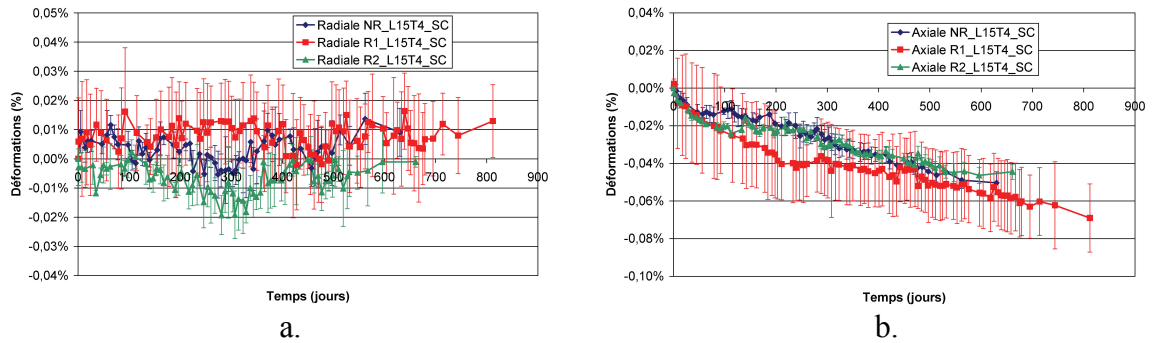 0,05%
0,04%
0,03%
0,02%
0,01%
0,00%
-0,01%
-0,02%
-0,03%
-0,04%
Déformations (%)
0 100 200 300 400 500 600 700 800 900
Temps (jours)
Radiale NR_L15T4_SC
Radiale R1_L15T4_SC
Radiale R2_L15T4_SC
a.
0,04%
0,02%
0,00%
-0,02%
-0,04%
-0,06%
-0,08%
-0,10%
Déformations (%)
0 100 200 300 400 500 600 700 800 900
Temps (jours)
Axiale NR_L15T4_SC
Axiale R1_L15T4_SC
Axiale R2_L15T4_SC
b.